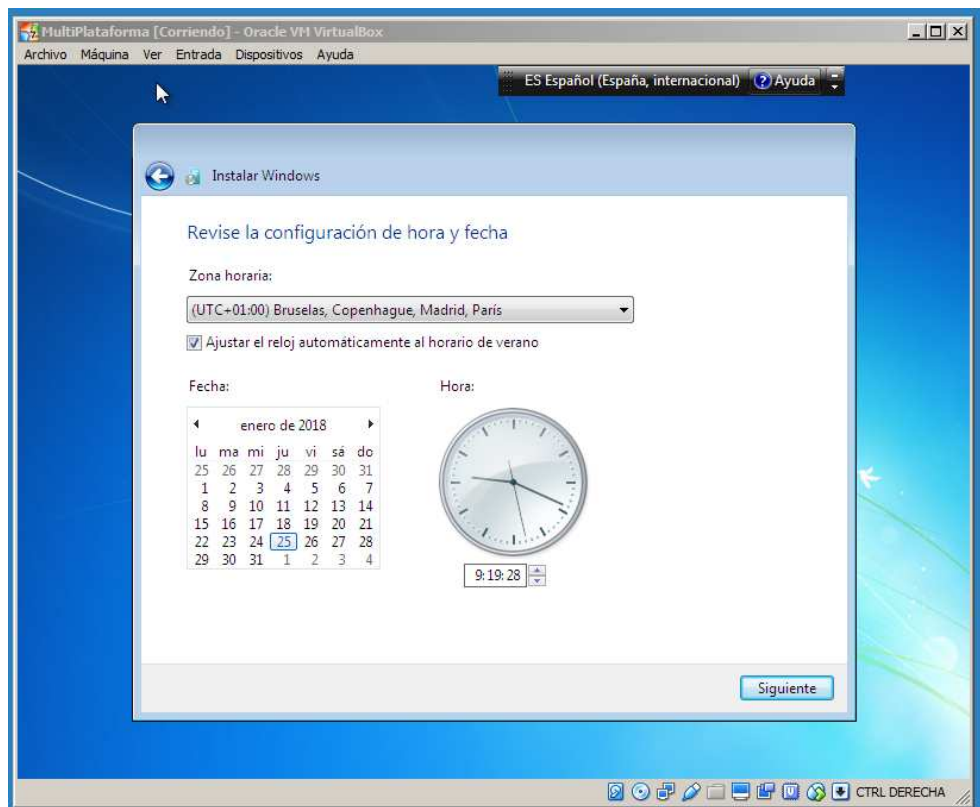 MultiPlataforma [Corriendo] - Oracle VM VirtualBox
Archivo Máquina Ver Entrada Dispositivos Ayuda
ES Español (España, internacional) ? Ayuda
Instalar Windows
Revise la configuración de hora y fecha
Zona horaria:
(UTC+01:00) Bruselas, Copenhague, Madrid, París
Ajustar el reloj automáticamente al horario de verano
Fecha: Hora:
enero de 2018
lu ma mi ju vi sá do
25 26 27 28 29 30 31
1 2 3 4 5 6 7
8 9 10 11 12 13 14
15 16 17 18 19 20 21
22 23 24 25 26 27 28
29 30 31 1 2 3 4
9:19:28
Siguiente
CTRL DERECHA